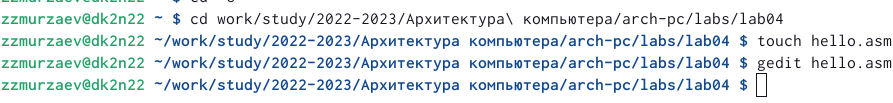 zzmurzaev@dk2n22 ~ $ cd work/study/2022-2023/Архитектура\ компьютера/arch-pc/labs/lab04
zzmurzaev@dk2n22 ~/work/study/2022-2023/Архитектура компьютера/arch-pc/labs/lab04 $ touch hello.asm
zzmurzaev@dk2n22 ~/work/study/2022-2023/Архитектура компьютера/arch-pc/labs/lab04 $ gedit hello.asm
zzmurzaev@dk2n22 ~/work/study/2022-2023/Архитектура компьютера/arch-pc/labs/lab04 $